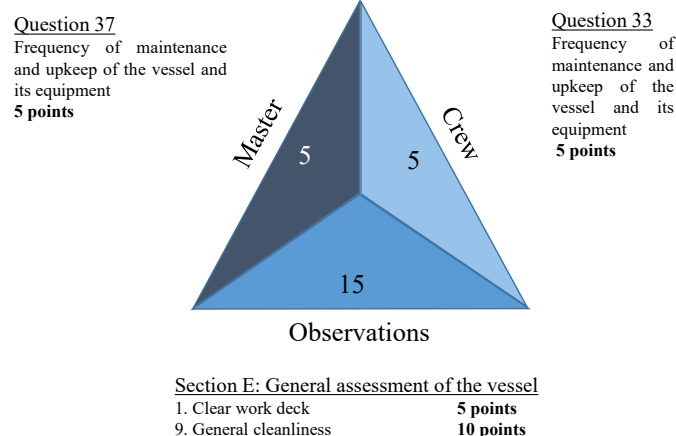 Question 37
Frequency of maintenance
and upkeep of the vessel and
its equipment
5 points
Question 33
Frequency of
maintenance and
upkeep of the
vessel and its
equipment
5 points
Master
Crew
5
5
15
Observations
Section E: General assessment of the vessel
1. Clear work deck 5 points
9. General cleanliness 10 points